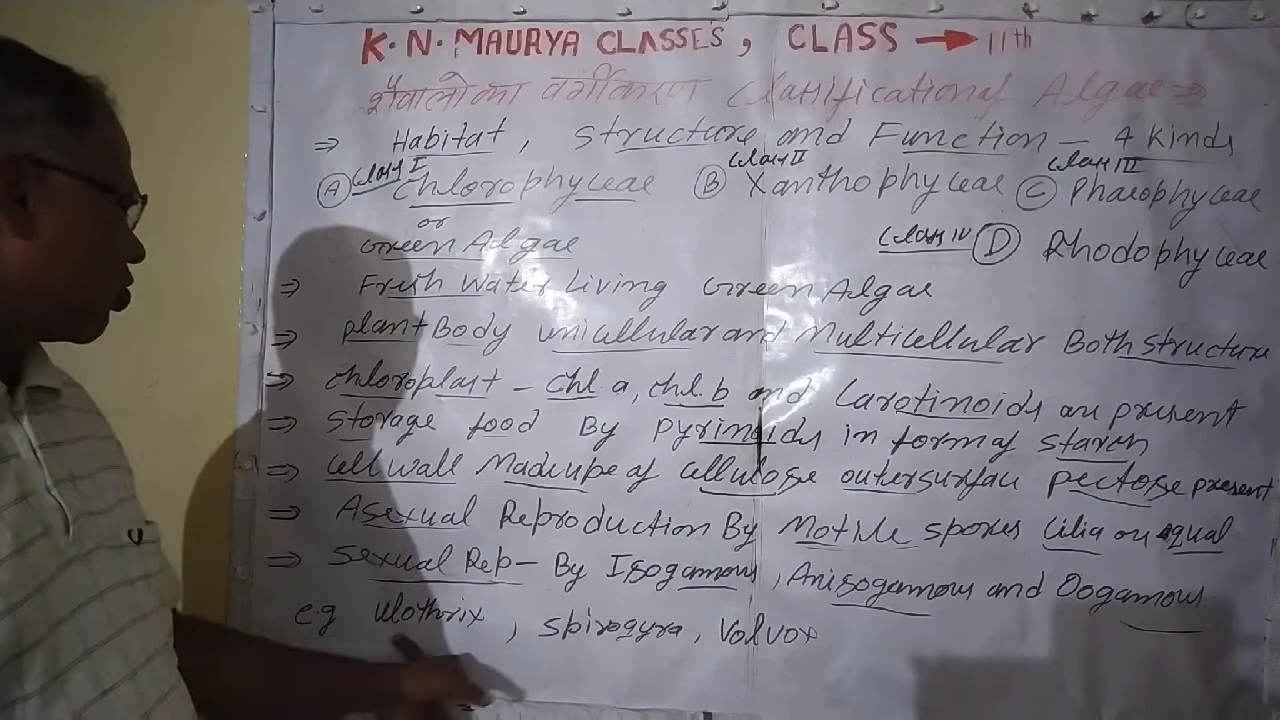 K. N. MAURYA CLASSES, CLASS → 11th
शैवालो का वर्गीकरण Classification of Algae ⇒
⇒ Habitat, Structure and Function - 4 Kinds
Ⓐ Class I Chlorophyceae Ⓑ Class II Xanthophyceae Ⓒ Class III Phaeophyceae
or
Green Algae Class IV Ⓓ Rhodophyceae
⇒ Fresh Water Living Green Algae
⇒ plant Body unicellular and Multicellular Both structure
⇒ chloroplast - chl. a, chl. b and Carotinoids are present
⇒ storage food By pyrinoids in form of starch
⇒ cell wall Made upe of cellulose outersurface pectose present
⇒ Asexual Reproduction By Motile spores cilia are equal
⇒ Sexual Rep - By Isogamous, Anisogamous and Oogamous
e.g Ulothrix, Spirogyra, Volvox